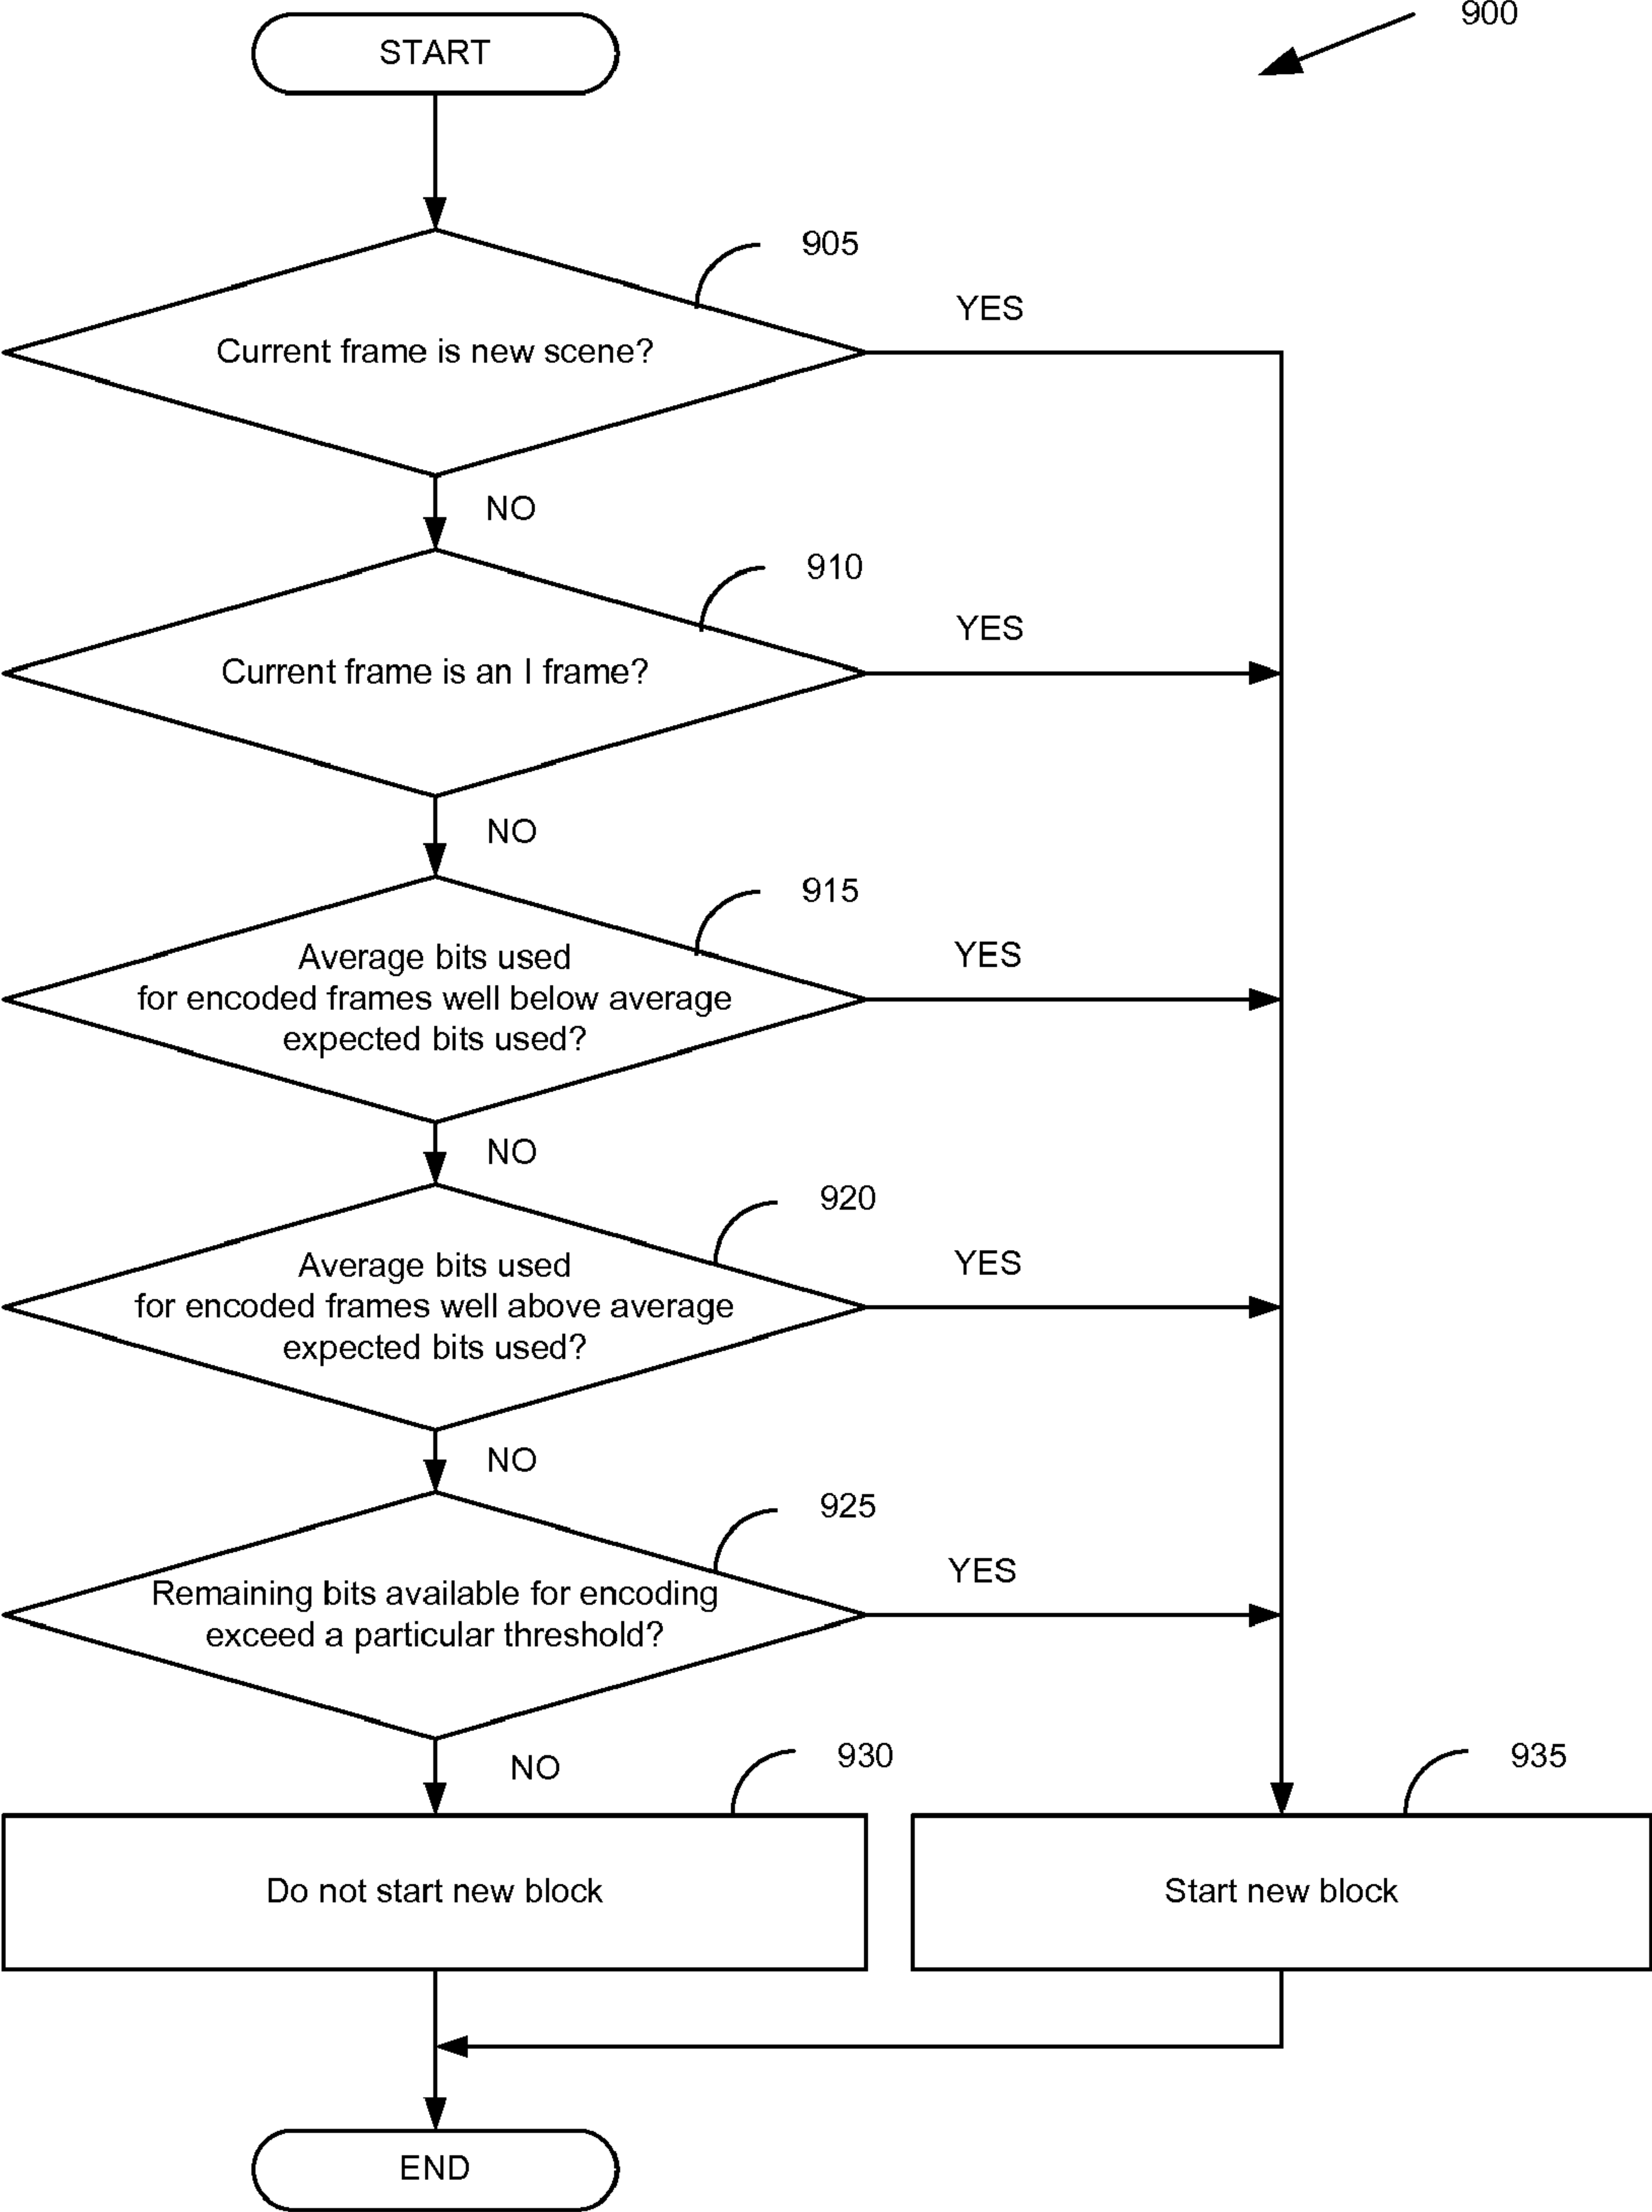 900
START
905
YES
Current frame is new scene?
NO
910
YES
Current frame is an I frame?
NO
915
YES
Average bits used
for encoded frames well below average
expected bits used?
NO
920
YES
Average bits used
for encoded frames well above average
expected bits used?
NO
925
YES
Remaining bits available for encoding
exceed a particular threshold?
NO
930
935
Do not start new block
Start new block
END